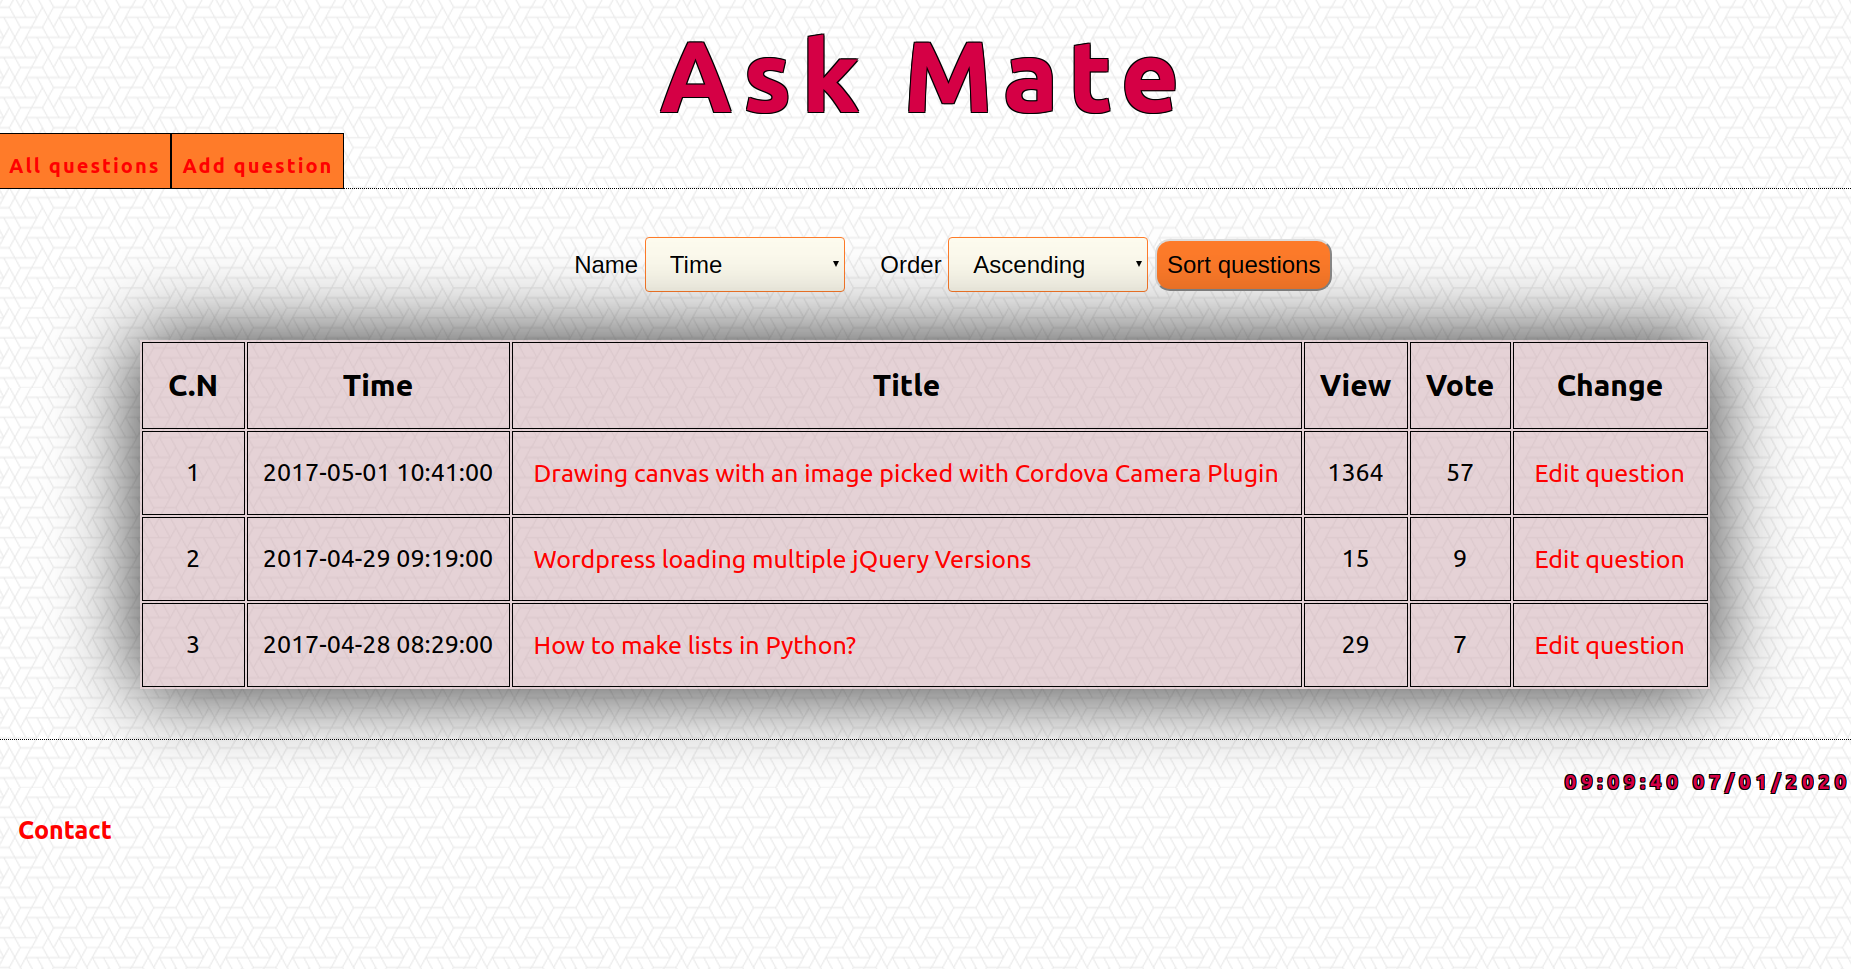 Ask Mate
All questions Add question
Name Time Order Ascending Sort questions
C.N Time Title View Vote Change
1 2017-05-01 10:41:00 Drawing canvas with an image picked with Cordova Camera Plugin 1364 57 Edit question
2 2017-04-29 09:19:00 Wordpress loading multiple jQuery Versions 15 9 Edit question
3 2017-04-28 08:29:00 How to make lists in Python? 29 7 Edit question
09:09:40 07/01/2020
Contact